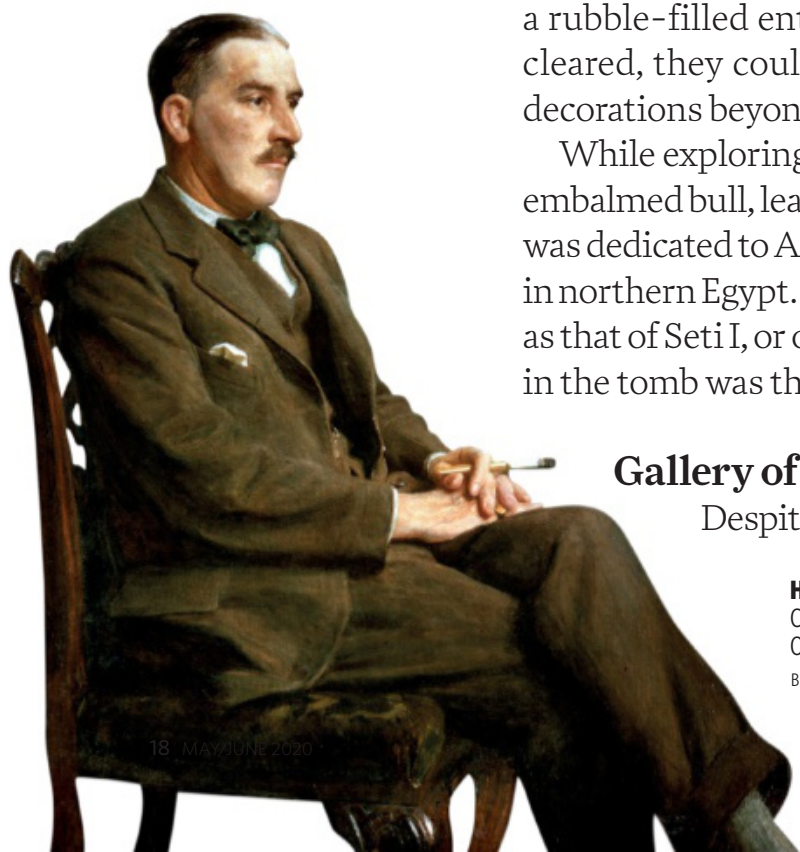 a rubble-filled ent
cleared, they coul
decorations beyon
While exploring
embalmed bull, lea
was dedicated to A
in northern Egypt.
as that of Seti I, or
in the tomb was th
Gallery of
Despit
H
B
18 MAY/JUNE 2020